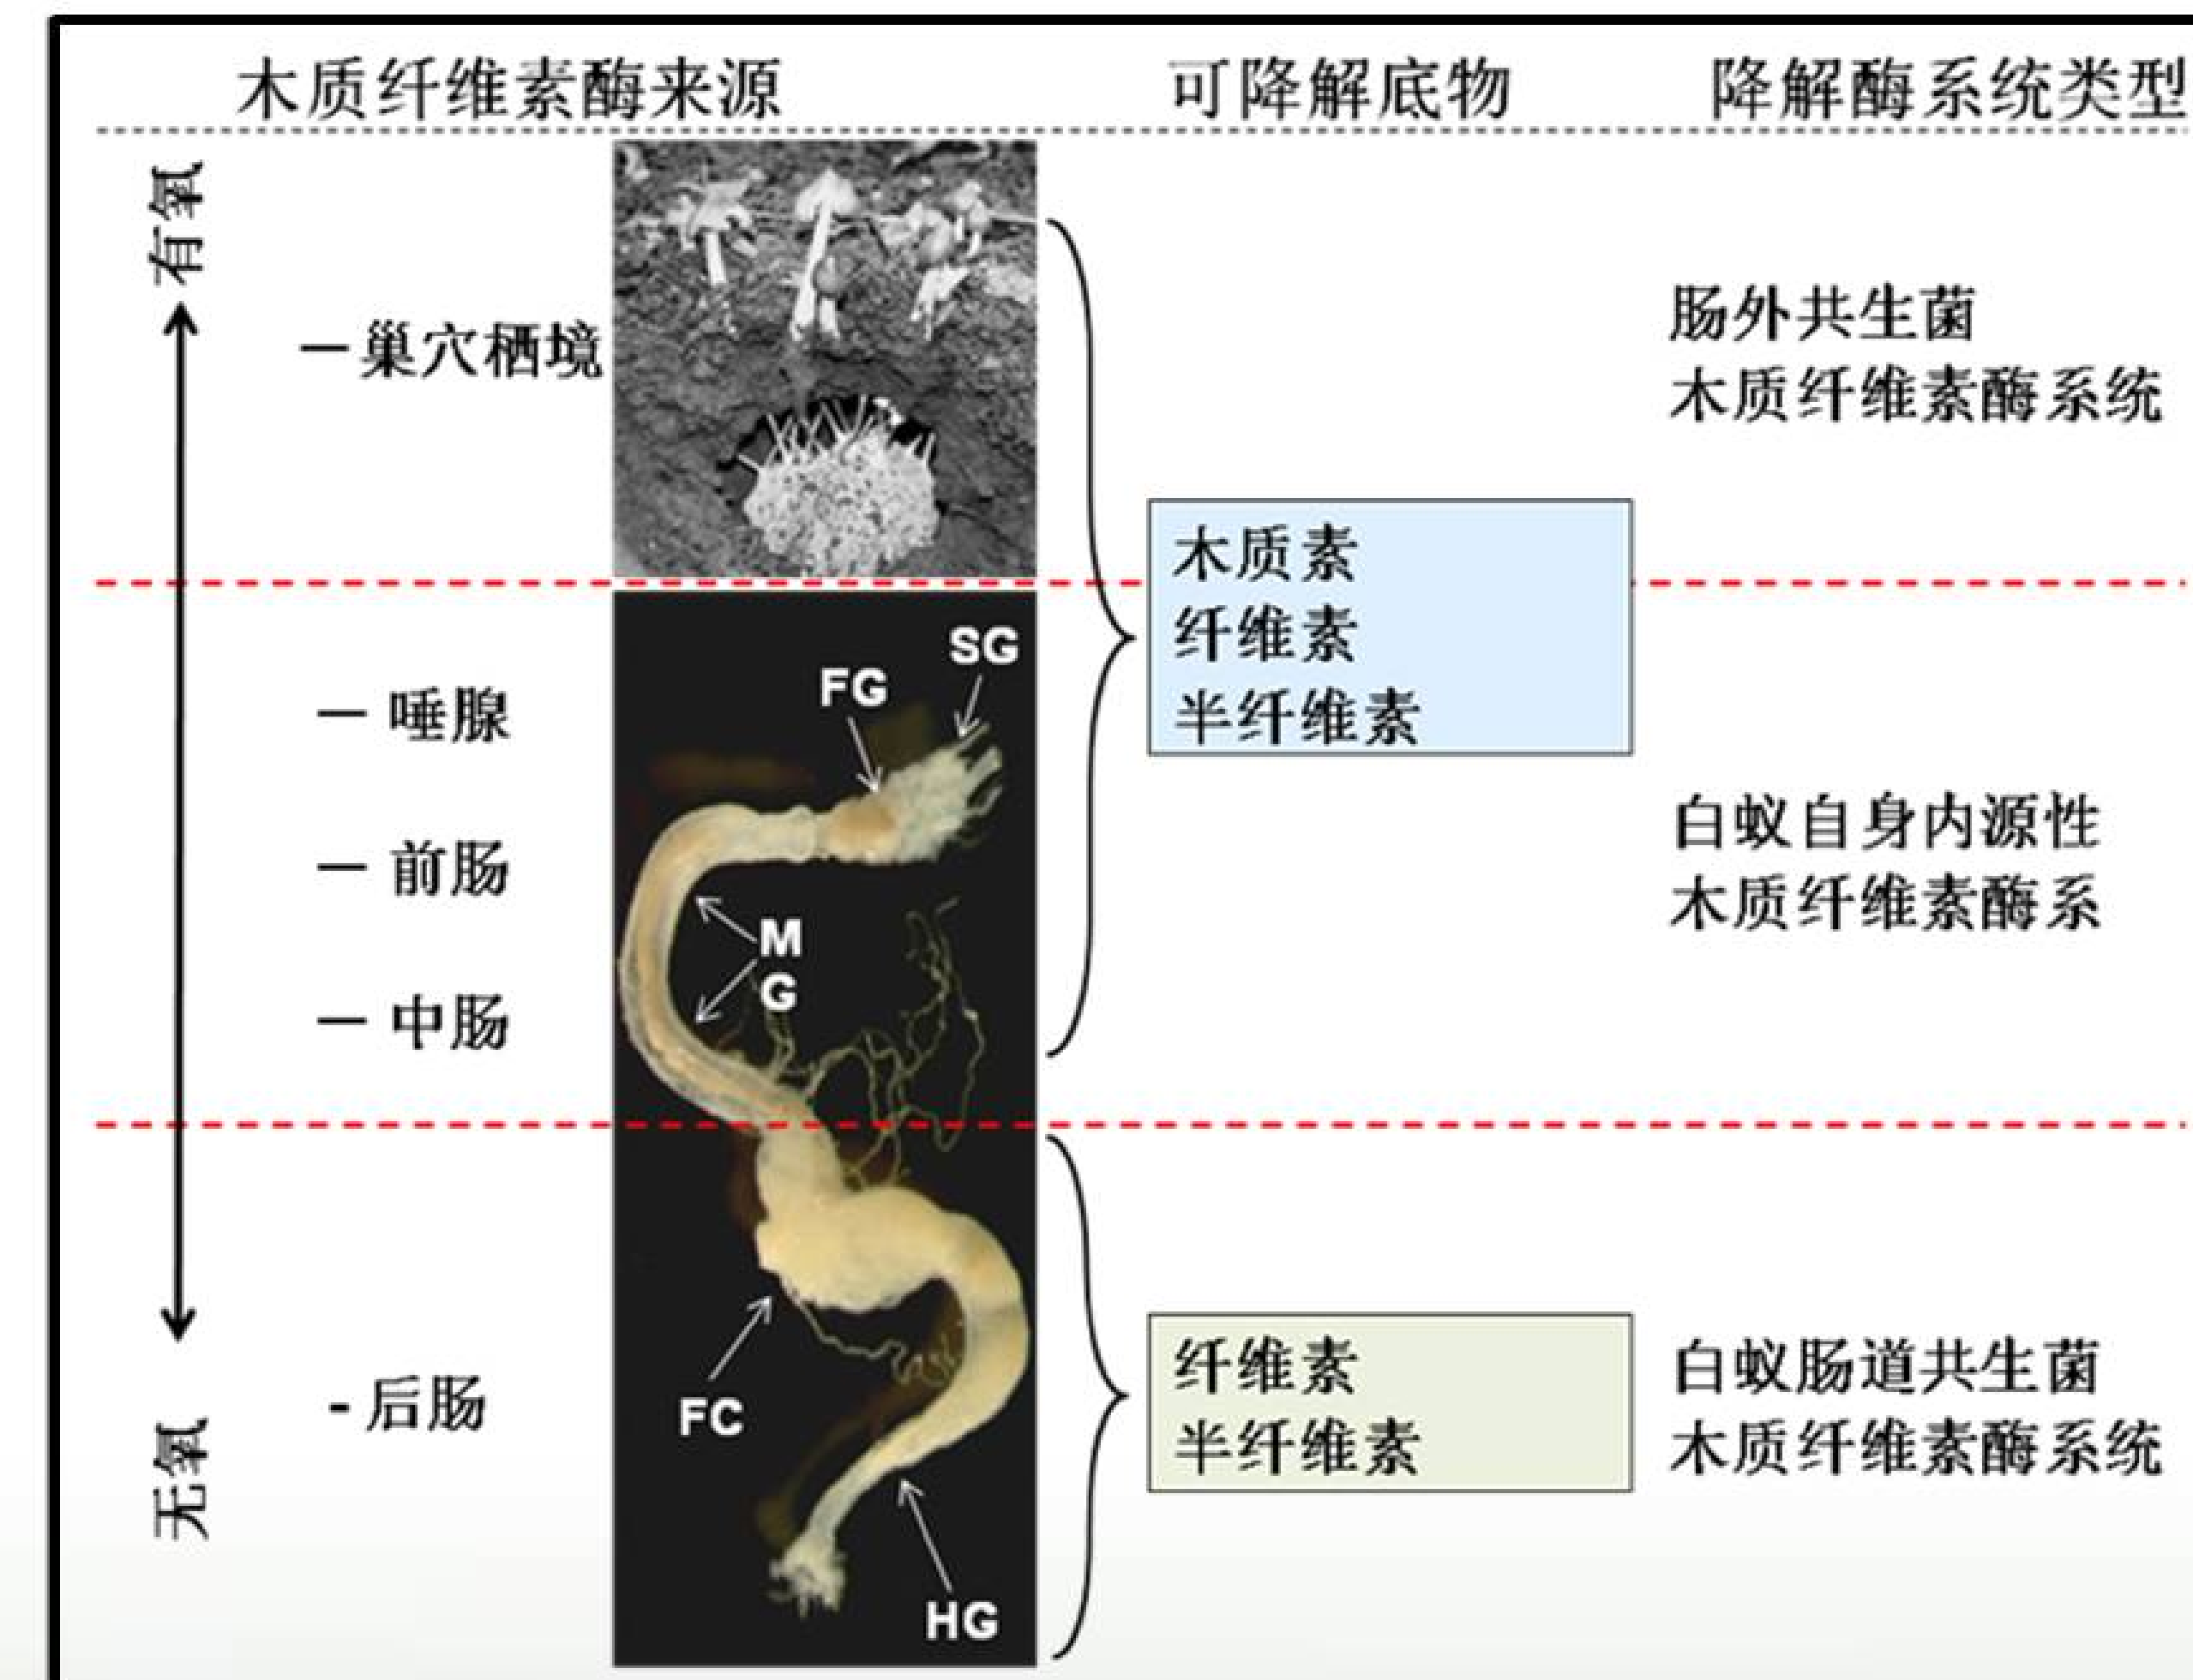 木质纤维素酶来源
可降解底物
降解酶系统类型
有氧
一巢穴栖境
肠外共生菌
木质纤维素酶系统
木质素
纤维素
半纤维素
SG
FG
一 唾腺
一 前肠
M
G
一 中肠
白蚁自身内源性
木质纤维素酶系
- 后肠
无氧
FC
HG
纤维素
半纤维素
白蚁肠道共生菌
木质纤维素酶系统